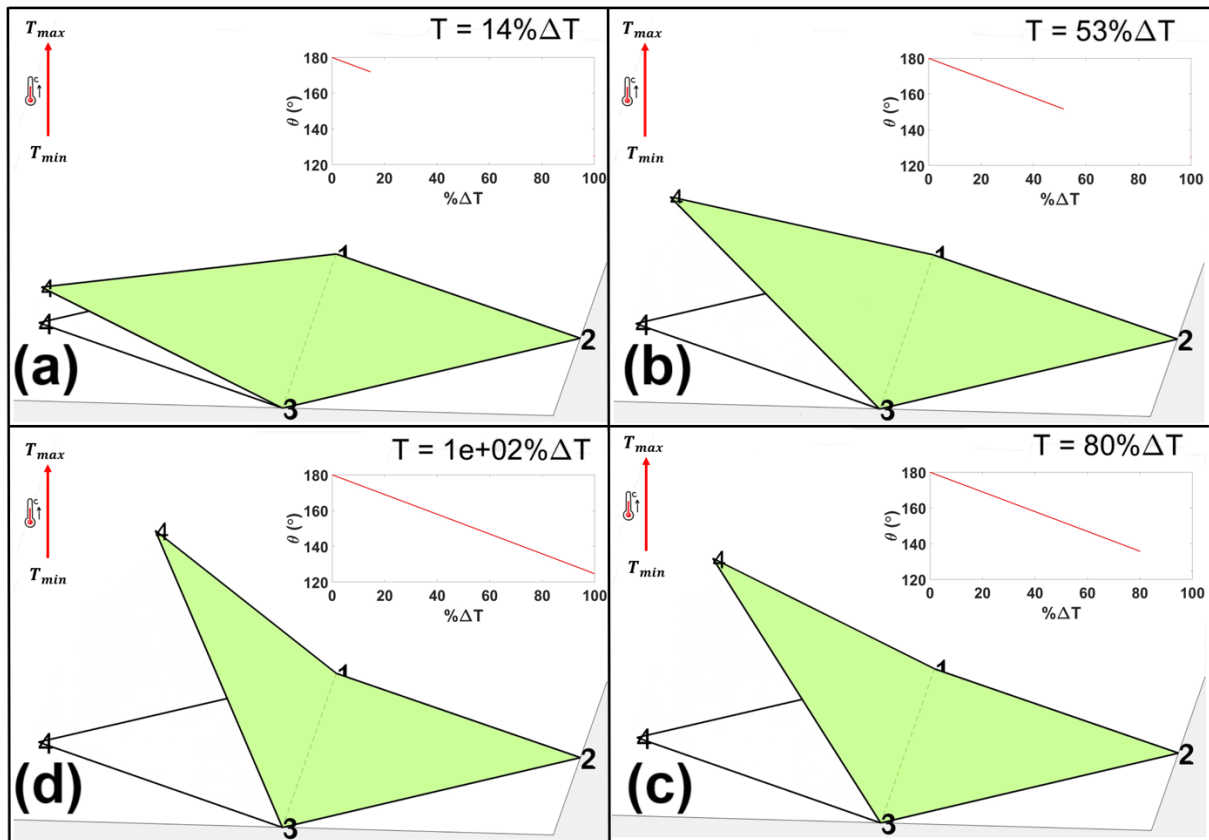 T = 14%ΔT
T_max
c
T_min
θ (°)
180
160
140
120
0 20 40 60 80 100
%ΔT
1
4
4
2
3
(a)
T = 53%ΔT
T_max
c
T_min
θ (°)
180
160
140
120
0 20 40 60 80 100
%ΔT
4
1
4
2
3
(b)
T = 1e+02%ΔT
T_max
c
T_min
θ (°)
180
160
140
120
0 20 40 60 80 100
%ΔT
4
1
4
2
3
(d)
T = 80%ΔT
T_max
c
T_min
θ (°)
180
160
140
120
0 20 40 60 80 100
%ΔT
4
1
4
2
3
(c)